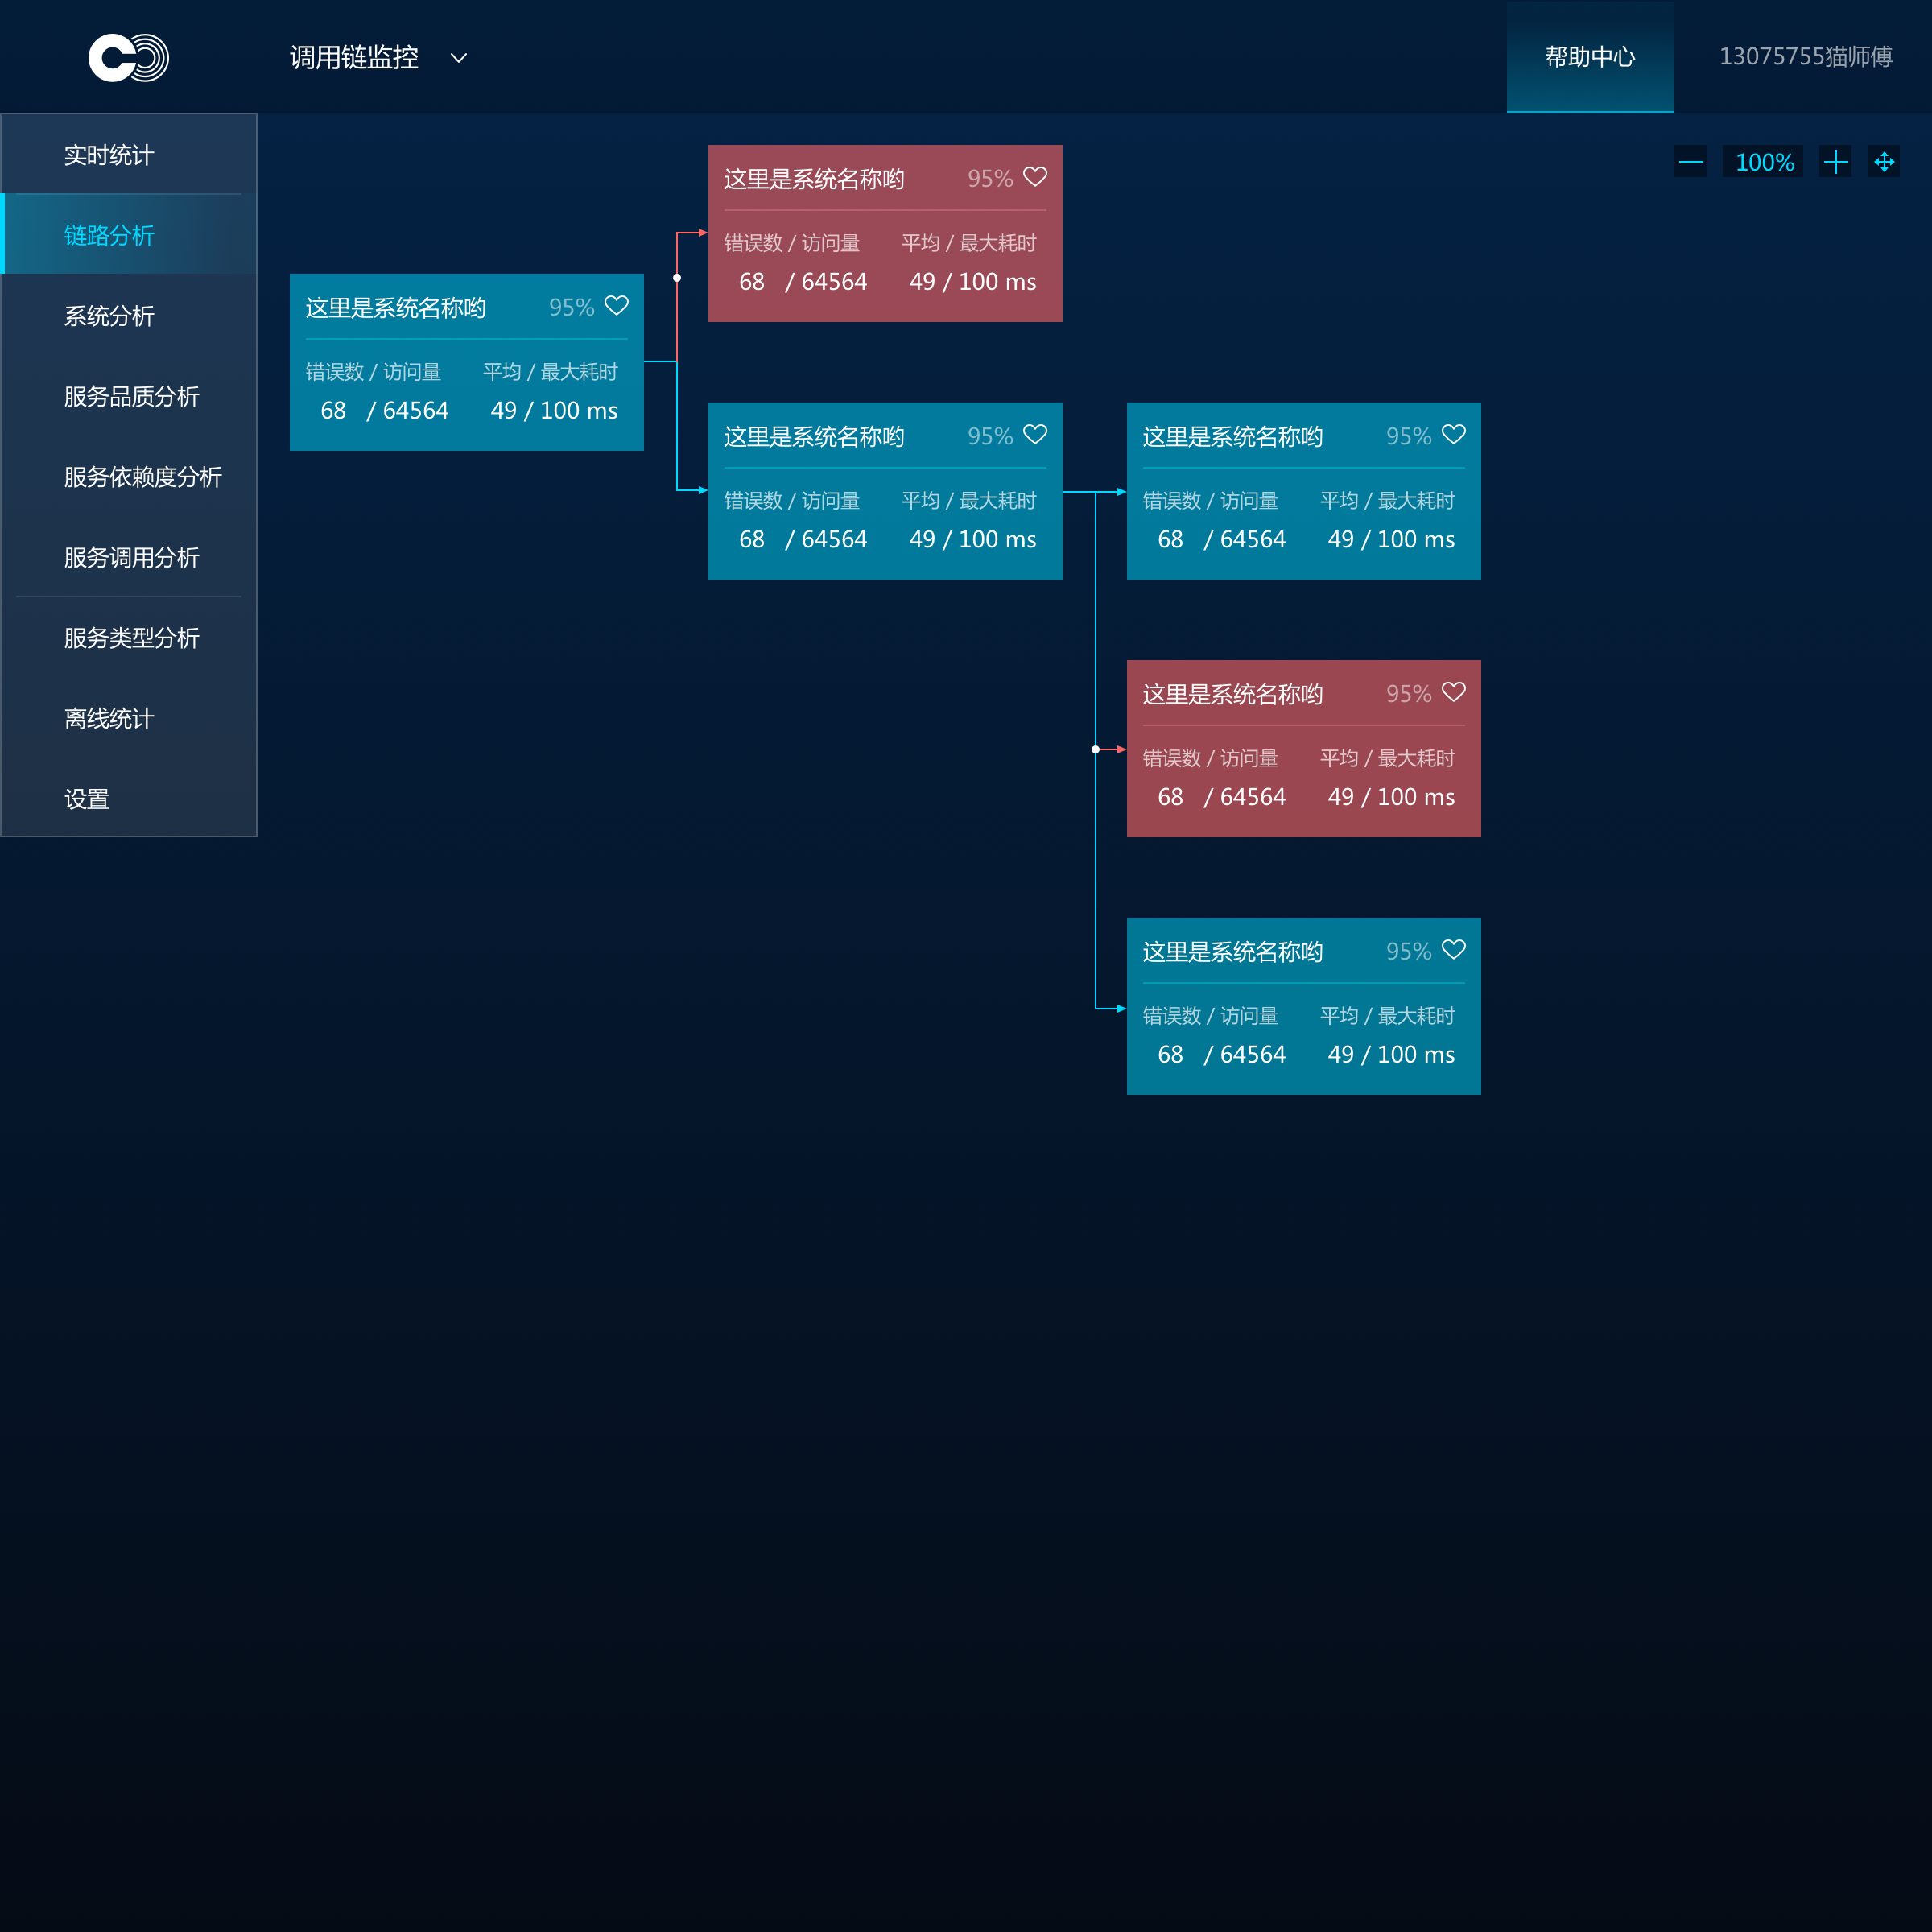 调用链监控
帮助中心
13075755猫师傅
实时统计
链路分析
系统分析
服务品质分析
服务依赖度分析
服务调用分析
服务类型分析
离线统计
设置
100%
这里是系统名称哟 95%
错误数 / 访问量 平均 / 最大耗时
68 / 64564 49 / 100 ms
这里是系统名称哟 95%
错误数 / 访问量 平均 / 最大耗时
68 / 64564 49 / 100 ms
这里是系统名称哟 95%
错误数 / 访问量 平均 / 最大耗时
68 / 64564 49 / 100 ms
这里是系统名称哟 95%
错误数 / 访问量 平均 / 最大耗时
68 / 64564 49 / 100 ms
这里是系统名称哟 95%
错误数 / 访问量 平均 / 最大耗时
68 / 64564 49 / 100 ms
这里是系统名称哟 95%
错误数 / 访问量 平均 / 最大耗时
68 / 64564 49 / 100 ms